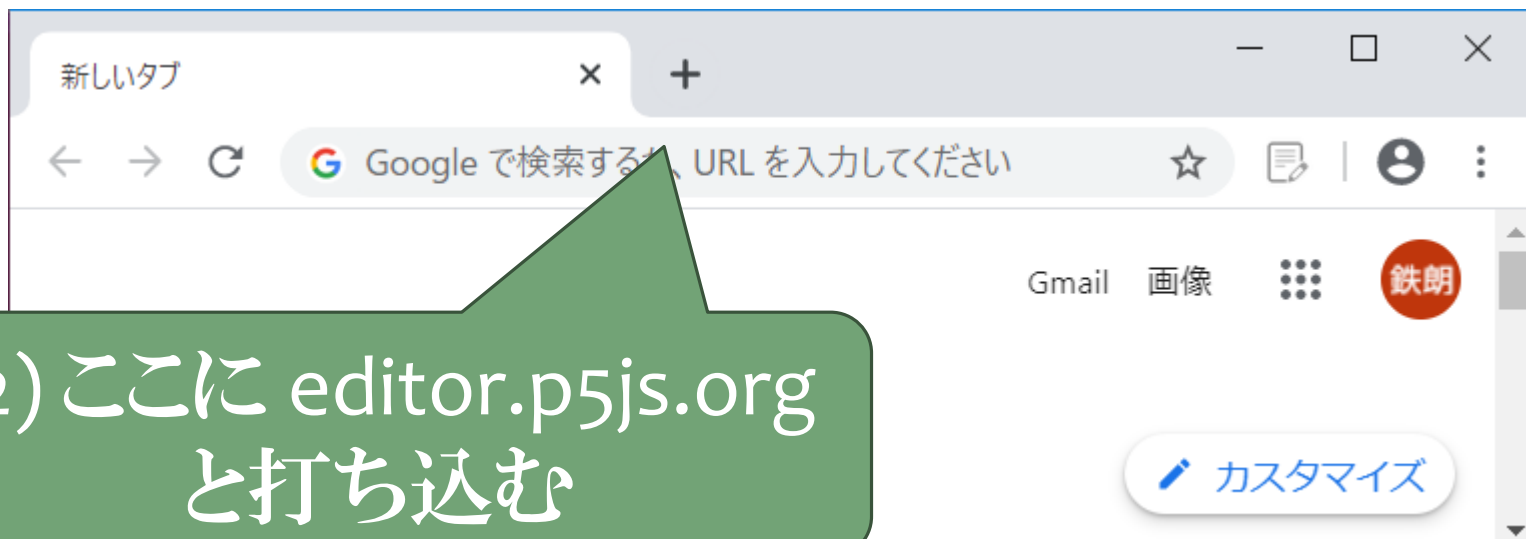 新しいタブ
Google で検索するか、URL を入力してください
Gmail 画像
鉄朗
2) ここに editor.p5js.org
と打ち込む
カスタマイズ